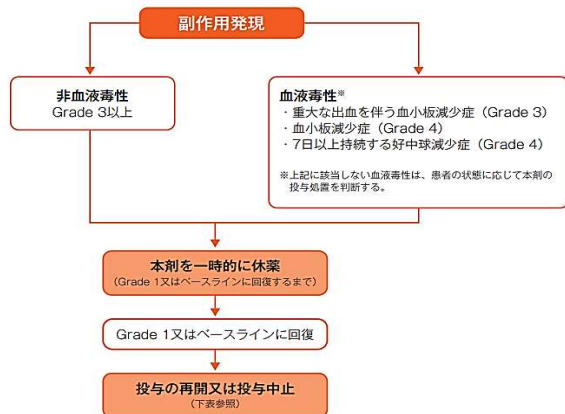 副作用発現
非血液毒性
Grade 3以上
血液毒性※
・重大な出血を伴う血小板減少症（Grade 3）
・血小板減少症（Grade 4）
・7日以上持続する好中球減少症（Grade 4）
※上記に該当しない血液毒性は、患者の状態に応じて本剤の
投与処置を判断する。
本剤を一時的に休薬
（Grade 1又はベースラインに回復するまで）
Grade 1又はベースラインに回復
投与の再開又は投与中止
（下表参照）